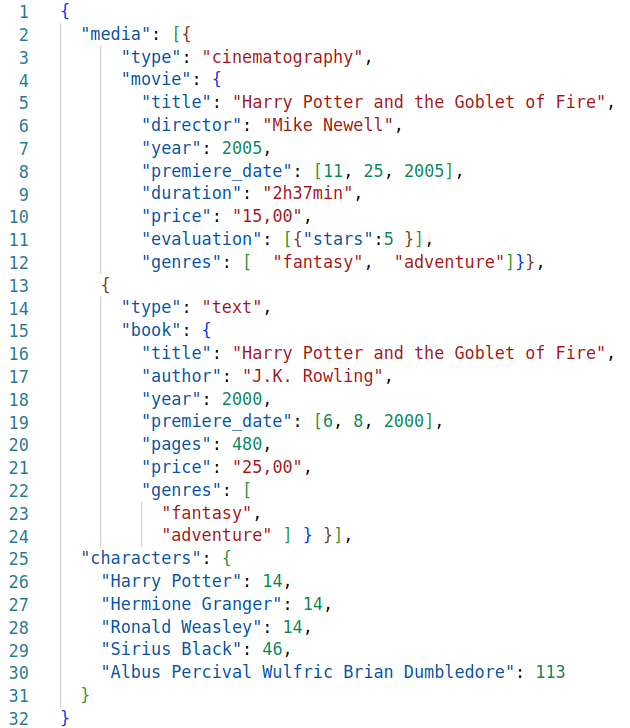 1 {
2   "media": [{
3       "type": "cinematography",
4       "movie": {
5         "title": "Harry Potter and the Goblet of Fire",
6         "director": "Mike Newell",
7         "year": 2005,
8         "premiere_date": [11, 25, 2005],
9         "duration": "2h37min",
10         "price": "15,00",
11         "evaluation": [{"stars":5 }],
12         "genres": [  "fantasy",  "adventure"]}},
13     {
14       "type": "text",
15       "book": {
16         "title": "Harry Potter and the Goblet of Fire",
17         "author": "J.K. Rowling",
18         "year": 2000,
19         "premiere_date": [6, 8, 2000],
20         "pages": 480,
21         "price": "25,00",
22         "genres": [
23           "fantasy",
24           "adventure" ] } }],
25   "characters": {
26     "Harry Potter": 14,
27     "Hermione Granger": 14,
28     "Ronald Weasley": 14,
29     "Sirius Black": 46,
30     "Albus Percival Wulfric Brian Dumbledore": 113
31   }
32 }